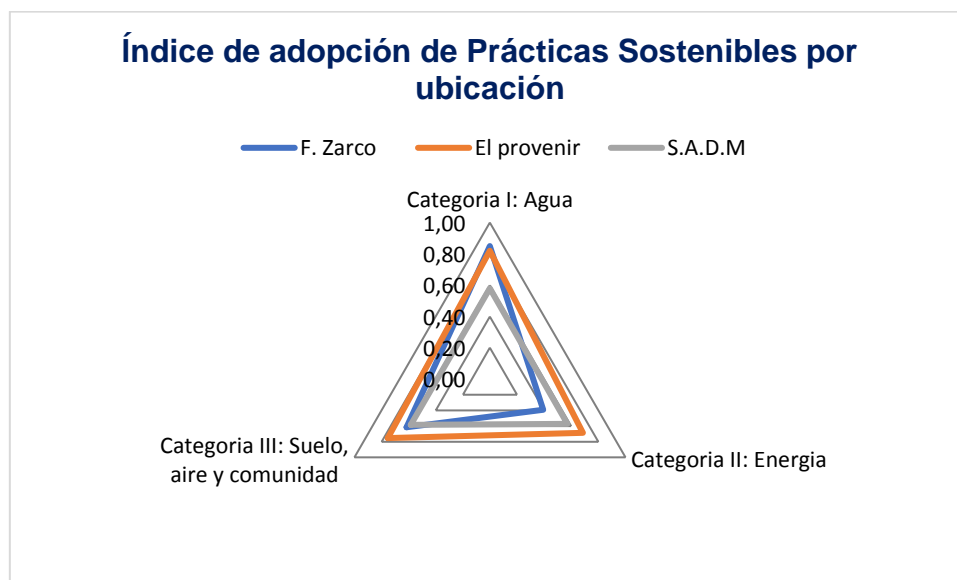 Índice de adopción de Prácticas Sostenibles por
ubicación
F. Zarco
El provenir
S.A.D.M
Categoria I: Agua
1,00
0,80
0,60
0,40
0,20
0,00
Categoria III: Suelo,
aire y comunidad
Categoria II: Energia